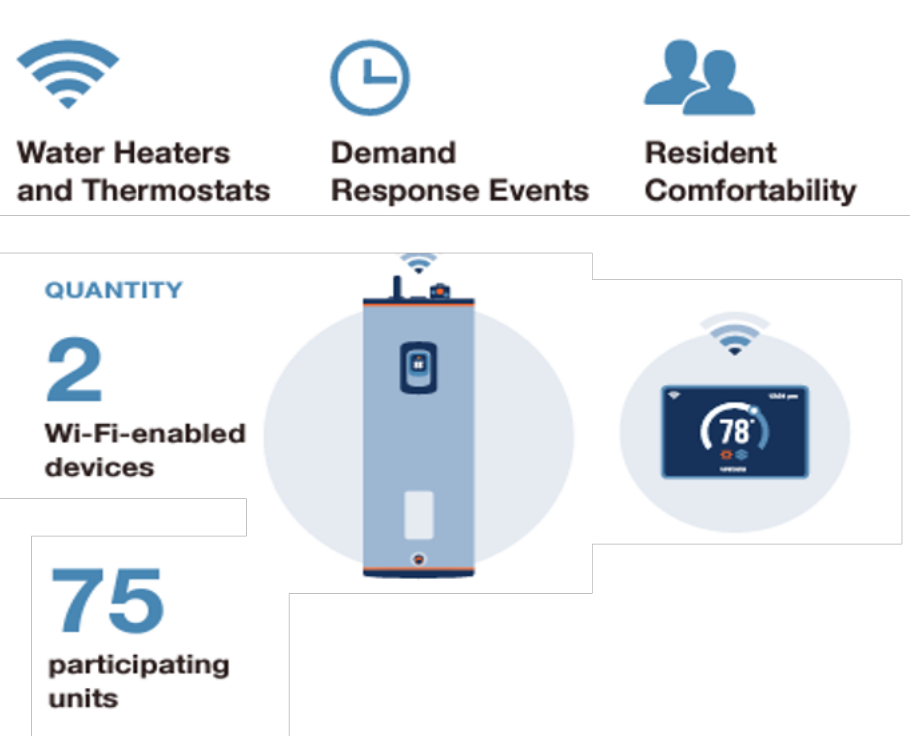 Water Heaters
and Thermostats
Demand
Response Events
Resident
Comfortability
QUANTITY
2
Wi-Fi-enabled
devices
78°
75
participating
units